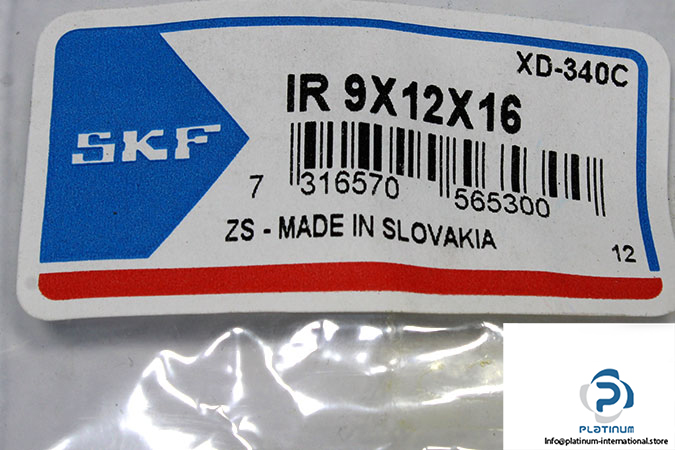 XD-340C
IR 9X12X16
SKF
7 316570 565300
ZS - MADE IN SLOVAKIA
12
PLATINUM
Info@platinum-international.store